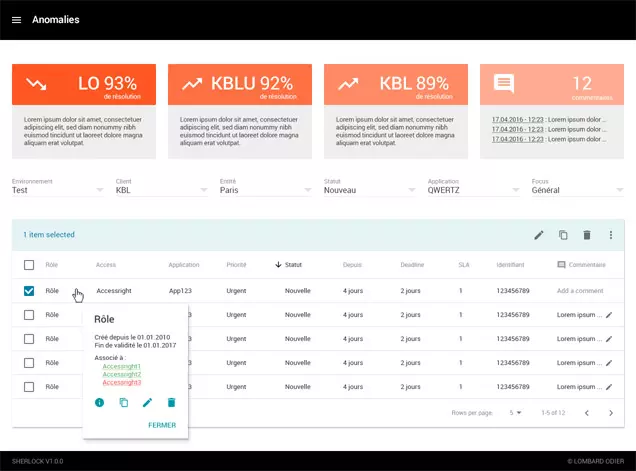 Anomalies
LO 93%
de résolution
KBLU 92%
de résolution
KBL 89%
de résolution
12
commentaires
Lorem ipsum dolor sit amet, consectetuer
adipiscing elit, sed diam nonummy nibh
euismod tincidunt ut laoreet dolore magna
aliquam erat volutpat.
Lorem ipsum dolor sit amet, consectetuer
adipiscing elit, sed diam nonummy nibh
euismod tincidunt ut laoreet dolore magna
aliquam erat volutpat.
Lorem ipsum dolor sit amet, consectetuer
adipiscing elit, sed diam nonummy nibh
euismod tincidunt ut laoreet dolore magna
aliquam erat volutpat.
17.04.2016 - 12:23 : Lorem ipsum dolor ...
17.04.2016 - 12:23 : Lorem ipsum dolor ...
17.04.2016 - 12:23 : Lorem ipsum dolor ...
Environnement Client Entité Statut Application Focus
Test KBL Paris Nouveau QWERTZ Général
1 item selected
Rôle Access Application Priorité Statut Depuis Deadline SLA Identifiant Commentaire
Rôle Accessright App123 Urgent Nouvelle 4 jours 2 jours 1 123456789 Add a comment
Rôle Urgent Nouvelle 4 jours 2 jours 1 123456789 Lorem ipsum ...
Rôle Urgent Nouvelle 4 jours 2 jours 1 123456789 Lorem ipsum ...
Rôle Urgent Nouvelle 4 jours 2 jours 1 123456789 Lorem ipsum ...
Rôle Urgent Nouvelle 4 jours 2 jours 1 123456789 Lorem ipsum ...
Rôle
Créé depuis le 01.01.2010
Fin de validité le 01.01.2017
Associé à :
Accessright1
Accessright2
Accessright3
FERMER
Rows per page: 5 1-5 of 12
SHERLOCK V1.0.0 © LOMBARD ODIER